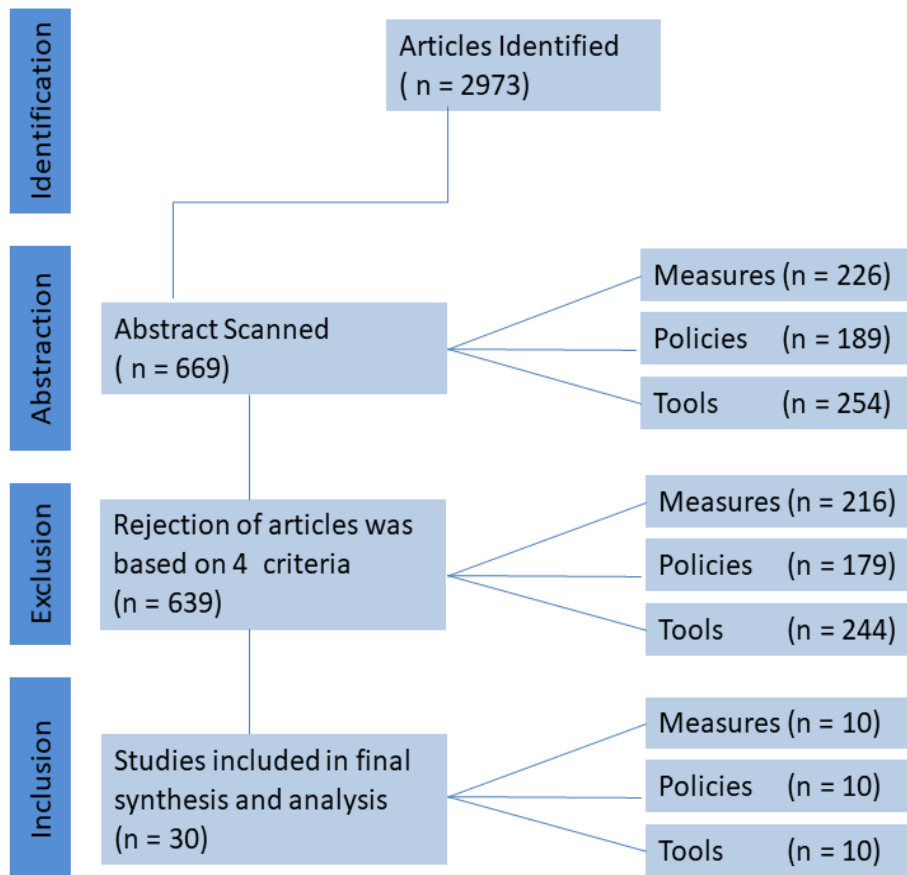 Identification
Articles Identified
( n = 2973)
Abstraction
Abstract Scanned
( n = 669)
Measures (n = 226)
Policies (n = 189)
Tools (n = 254)
Exclusion
Rejection of articles was
based on 4 criteria
(n = 639)
Measures (n = 216)
Policies (n = 179)
Tools (n = 244)
Inclusion
Studies included in final
synthesis and analysis
(n = 30)
Measures (n = 10)
Policies (n = 10)
Tools (n = 10)